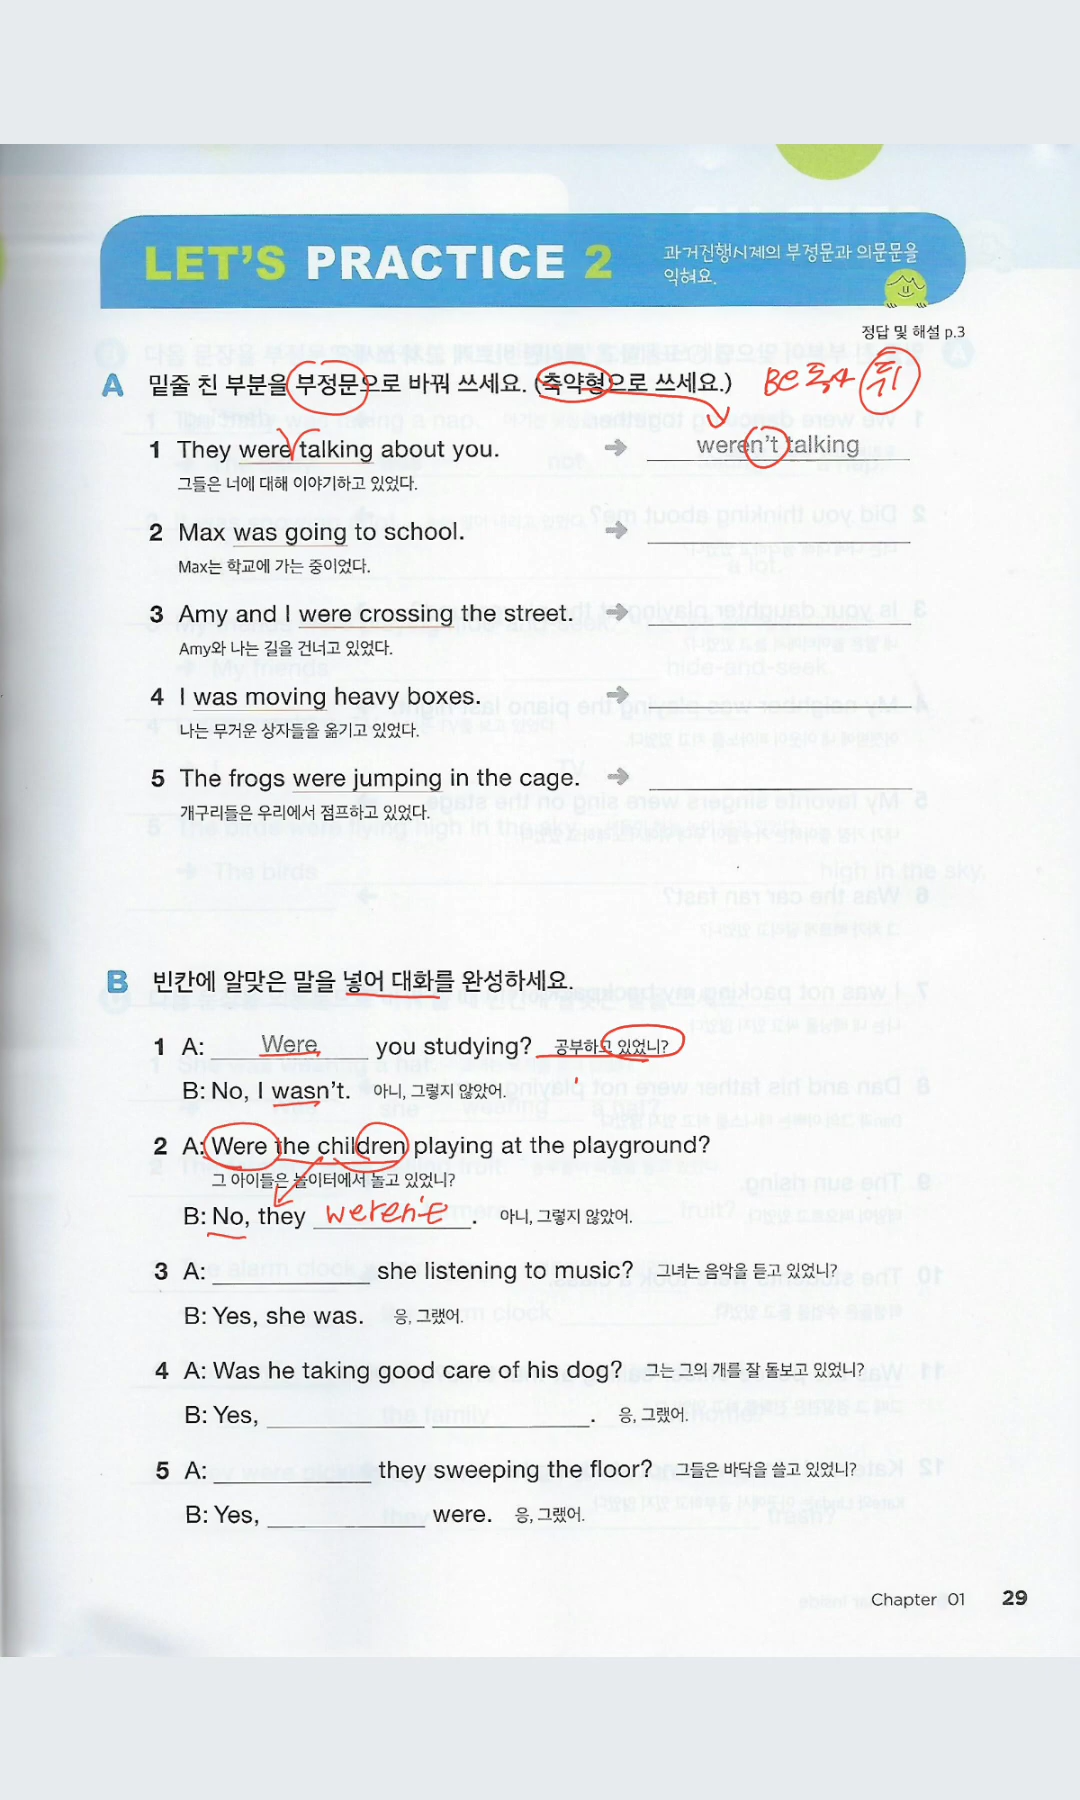 LET'S PRACTICE 2
과거진행시제의 부정문과 의문문을
익혀요.
정답 및 해설 p.3
A 밑줄 친 부분을 부정문으로 바꿔 쓰세요. (축약형으로 쓰세요.) Be동사 뒤
1 They were talking about you. → weren't talking
그들은 너에 대해 이야기하고 있었다.
2 Max was going to school. →
Max는 학교에 가는 중이었다.
3 Amy and I were crossing the street. →
Amy와 나는 길을 건너고 있었다.
4 I was moving heavy boxes. →
나는 무거운 상자들을 옮기고 있었다.
5 The frogs were jumping in the cage. →
개구리들은 우리에서 점프하고 있었다.
B 빈칸에 알맞은 말을 넣어 대화를 완성하세요.
1 A: Were you studying? 공부하고 있었니?
B: No, I wasn't. 아니, 그렇지 않았어.
2 A: Were the children playing at the playground?
그 아이들은 놀이터에서 놀고 있었니?
B: No, they weren't. 아니, 그렇지 않았어.
3 A: she listening to music? 그녀는 음악을 듣고 있었니?
B: Yes, she was. 응, 그랬어.
4 A: Was he taking good care of his dog? 그는 그의 개를 잘 돌보고 있었니?
B: Yes, . 응, 그랬어.
5 A: they sweeping the floor? 그들은 바닥을 쓸고 있었니?
B: Yes, were. 응, 그랬어.
Chapter 01 29